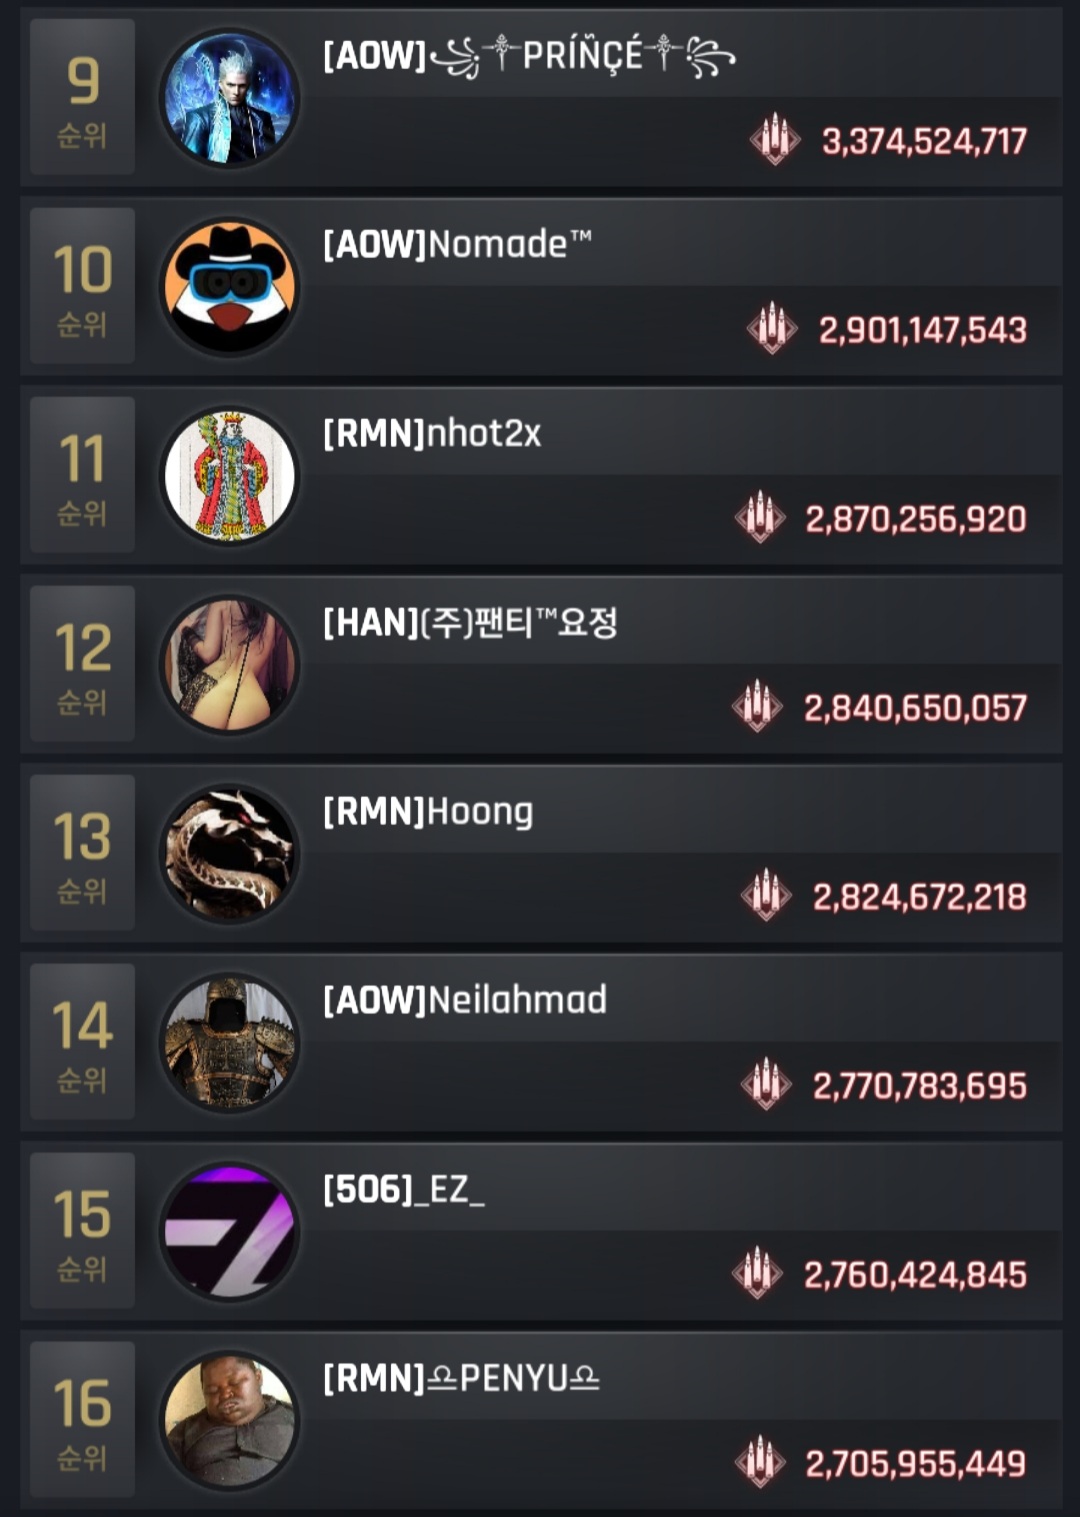 9
순위
[AOW]꧁༒PRÍÑÇÉ༒꧂
3,374,524,717
10
순위
[AOW]Nomade™
2,901,147,543
11
순위
[RMN]nhot2x
2,870,256,920
12
순위
[HAN](주)팬티™요정
2,840,650,057
13
순위
[RMN]Hoong
2,824,672,218
14
순위
[AOW]Neilahmad
2,770,783,695
15
순위
[506]_EZ_
2,760,424,845
16
순위
[RMN]♎PENYU♎
2,705,955,449